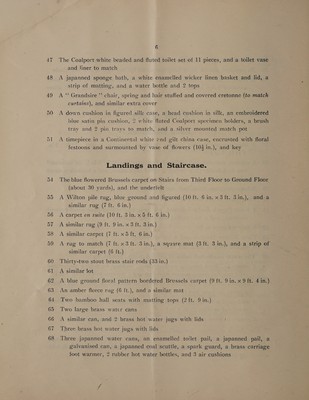 6
47 The Coalport white beaded and fluted toilet set of 11 pieces, and a toilet vase
and liner to match
48 A japanned sponge bath, a white enamelled wicker linen basket and lid, a
strip of matting, and a water bottle and 2 tops
49 A " Grandsire " chair, spring and hair stuffed and covered cretonne (to match
curtains), and similar extra cover
50 A down cushion in figured silk case, a head cushion in silk, an embroidered
blue satin pin cushion, 2 white fluted Coalport specimen holders, a brush
tray and 2 pin trays to match, and a silver mounted match pot
51 A timepiece in a Continental white and gilt china case, encrusted with floral
festoons and surmounted by vase of flowers (10½ in.), and key
Landings and Staircase.
54 The blue flowered Brussels carpet on Stairs from Third Floor to Ground Floor
(about 30 yards), and the underfelt
55 A Wilton pile rug, blue ground and figured (10 ft. 6 in. × 3 ft. 3 in.), and a
similar rug (7 ft. 6 in.)
56 A carpet en suite (10 ft. 3 in. × 5 ft. 6 in.)
57 A similar rug (9 ft. 9 in. × 3 ft. 3 in.)
58 A similar carpet (7 ft. × 5 ft. 6 in.)
59 A rug to match (7 ft. × 3 ft. 3 in.), a square mat (3 ft. 3 in.), and a strip of
similar carpet (6 ft.)
60 Thirty-two stout brass stair rods (33 in.)
61 A similar lot
62 A blue ground floral pattern bordered Brussels carpet (9 ft. 9 in. × 9 ft. 4 in.)
63 An amber fleece rug (6 ft.), and a similar mat
64 Two bamboo hall seats with matting tops (2 ft. 9 in.)
65 Two large brass water cans
66 A similar can, and 2 brass hot water jugs with lids
67 Three brass hot water jugs with lids
68 Three japanned water cans, an enamelled toilet pail, a japanned pail, a
galvanised can, a japanned coal scuttle, a spark guard, a brass carriage
foot warmer, 2 rubber hot water bottles, and 3 air cushions